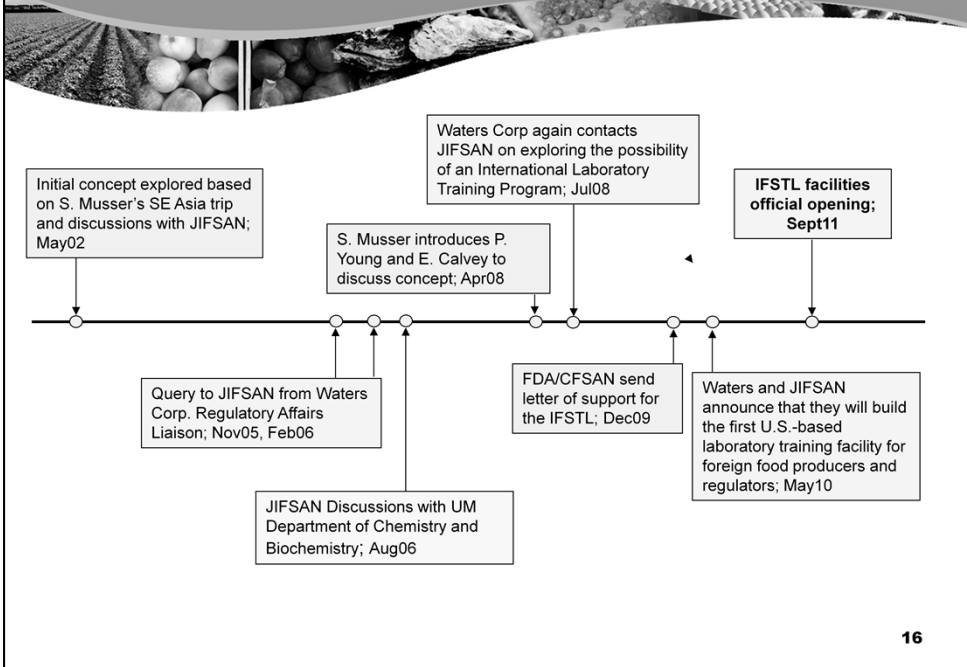 Initial concept explored based
on S. Musser's SE Asia trip
and discussions with JIFSAN;
May02
Query to JIFSAN from Waters
Corp. Regulatory Affairs
Liaison; Nov05, Feb06
JIFSAN Discussions with UM
Department of Chemistry and
Biochemistry; Aug06
S. Musser introduces P.
Young and E. Calvey to
discuss concept; Apr08
Waters Corp again contacts
JIFSAN on exploring the possibility
of an International Laboratory
Training Program; Jul08
FDA/CFSAN send
letter of support for
the IFSTL; Dec09
Waters and JIFSAN
announce that they will build
the first U.S.-based
laboratory training facility for
foreign food producers and
regulators; May10
IFSTL facilities
official opening;
Sept11
16